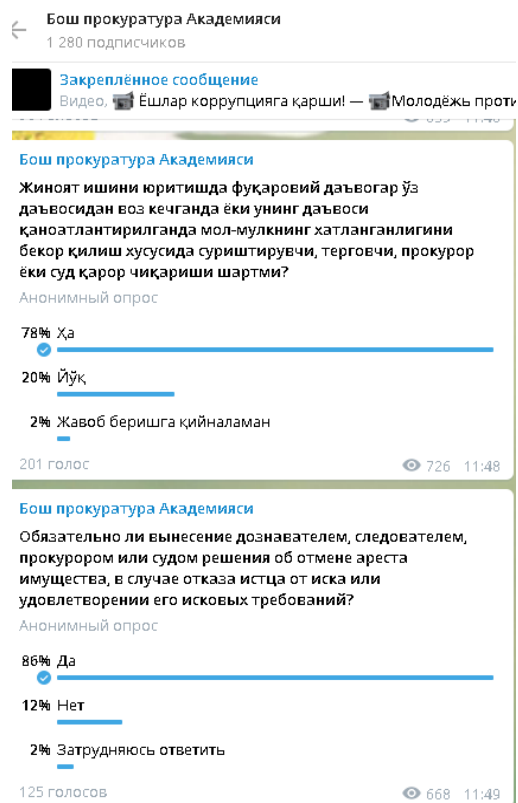 Бош прокуратура Академияси
1 280 подписчиков
Закреплённое сообщение
Видео, Ёшлар коррупцияга қарши! — Молодёжь проти
Бош прокуратура Академияси
Жиноят ишини юритишда фуқаровий даъвогар ўз
даъвосидан воз кечганда ёки унинг даъвоси
қаноатлантирилганда мол-мулкнинг хатланганлигини
бекор қилиш хусусида суриштирувчи, терговчи, прокурор
ёки суд қарор чиқариши шартми?
Анонимный опрос
78% Ҳа
20% Йўқ
2% Жавоб беришга қийналаман
201 голос 726 11:48
Бош прокуратура Академияси
Обязательно ли вынесение дознавателем, следователем,
прокурором или судом решения об отмене ареста
имущества, в случае отказа истца от иска или
удовлетворении его исковых требований?
Анонимный опрос
86% Да
12% Нет
2% Затрудняюсь ответить
125 голосов 668 11:49